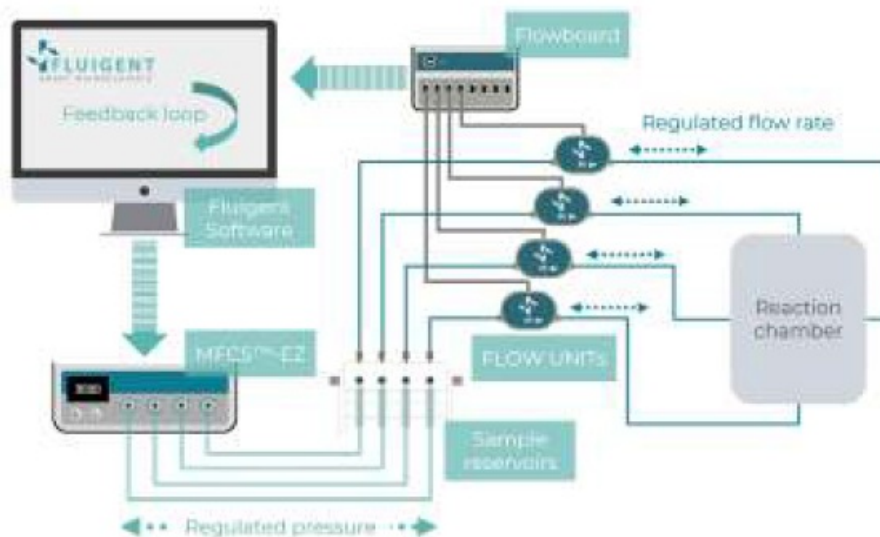 Flowboard
FLUIGENT
Feedback loop
Regulated flow rate
Fluigent
Software
Reaction
chamber
MFCS™-EZ
FLOW UNITs
Sample
reservoirs
Regulated pressure